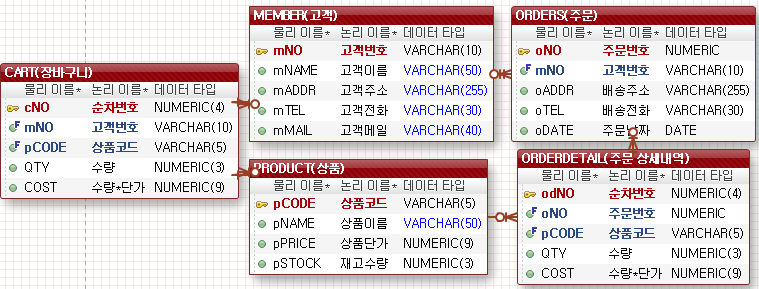 MEMBER(고객)
물리 이름* 논리 이름* 데이터 타입
mNO 고객번호 VARCHAR(10)
mNAME 고객이름 VARCHAR(50)
mADDR 고객주소 VARCHAR(255)
mTEL 고객전화 VARCHAR(30)
mMAIL 고객메일 VARCHAR(40)
ORDERS(주문)
물리 이름* 논리 이름* 데이터 타입
oNO 주문번호 NUMERIC
mNO 고객번호 VARCHAR(10)
oADDR 배송주소 VARCHAR(255)
oTEL 배송전화 VARCHAR(30)
oDATE 주문날짜 DATE
CART(장바구니)
물리 이름* 논리 이름* 데이터 타입
cNO 순차번호 NUMERIC(4)
mNO 고객번호 VARCHAR(10)
pCODE 상품코드 VARCHAR(5)
QTY 수량 NUMERIC(3)
COST 수량*단가 NUMERIC(9)
PRODUCT(상품)
물리 이름* 논리 이름* 데이터 타입
pCODE 상품코드 VARCHAR(5)
pNAME 상품이름 VARCHAR(50)
pPRICE 상품단가 NUMERIC(9)
pSTOCK 재고수량 NUMERIC(3)
ORDERDETAIL(주문 상세내역)
물리 이름* 논리 이름* 데이터 타입
odNO 순차번호 NUMERIC(4)
oNO 주문번호 NUMERIC
pCODE 상품코드 VARCHAR(5)
QTY 수량 NUMERIC(3)
COST 수량*단가 NUMERIC(9)